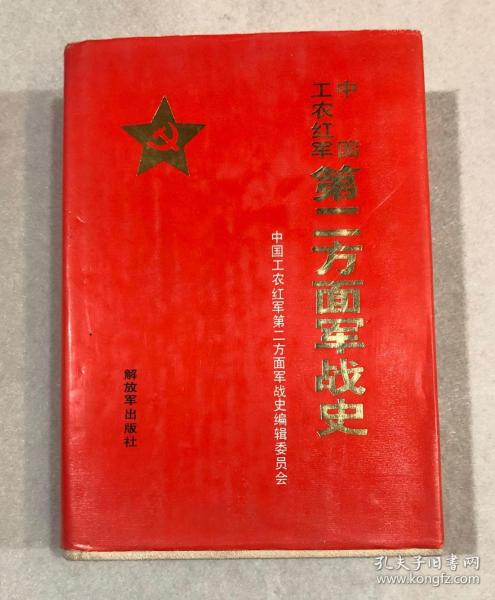 中国
工农红军
第二方面军战史
中国工农红军第二方面军战史编辑委员会
解放军出版社
孔夫子旧书网
www.kongfz.com